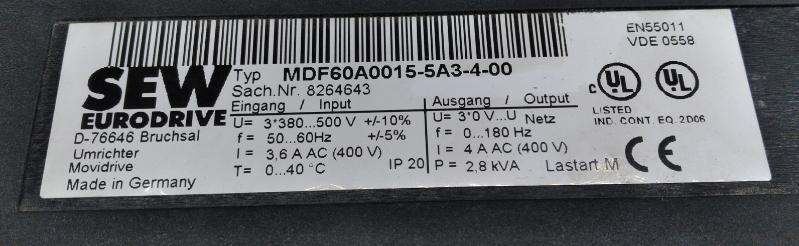 SEW
EURODRIVE
D-76646 Bruchsal
Umrichter
Movidrive
Made in Germany
Typ MDF60A0015-5A3-4-00
Sach.Nr. 8264643
Eingang / Input
U= 3*380...500 V +/-10%
f = 50...60Hz +/-5%
I = 3,6 A AC (400 V)
T= 0...40 °C
IP 20
Ausgang / Output
U= 3*0 V...U Netz
f = 0...180 Hz
I = 4 A AC (400 V)
P = 2,8 kVA Lastart M
EN55011
VDE 0558
C UL UL
LISTED
IND. CONT. EQ. 2D06
CE